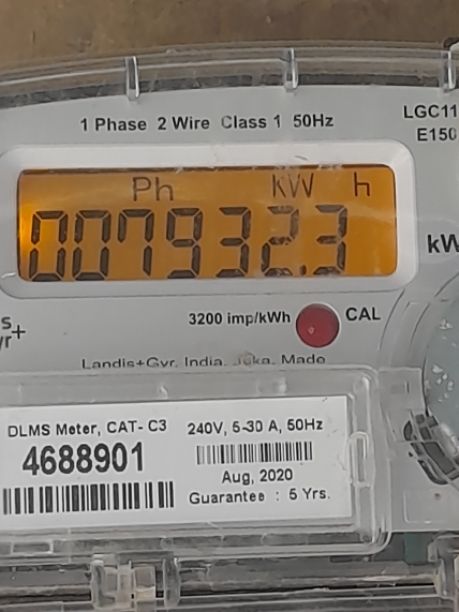 1 Phase 2 Wire Class 1 50Hz
LGC11
E150
Ph KW h
007932.3
kW
3200 imp/kWh
CAL
s
yr+
Landis+Gyr, India, Made
DLMS Meter, CAT- C3
4688901
240V, 5-30 A, 50Hz
Aug, 2020
Guarantee : 5 Yrs.